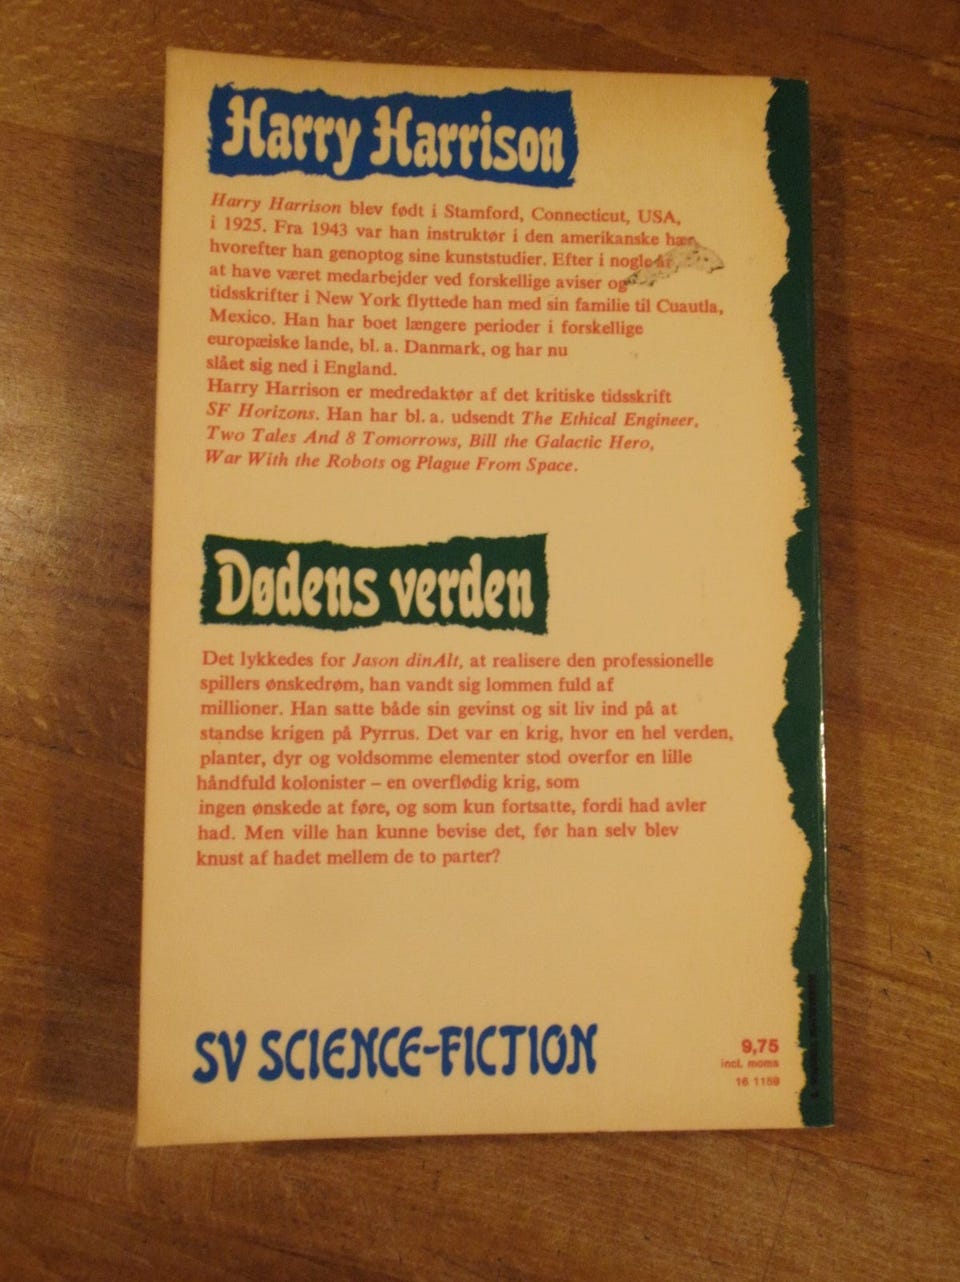 Harry Harrison
Harry Harrison blev født i Stamford, Connecticut, USA,
i 1925. Fra 1943 var han instruktør i den amerikanske hær,
hvorefter han genoptog sine kunststudier. Efter i nogle år
at have været medarbejder ved forskellige aviser og
tidsskrifter i New York flyttede han med sin familie til Cuautla,
Mexico. Han har boet længere perioder i forskellige
europæiske lande, bl. a. Danmark, og har nu
slået sig ned i England.
Harry Harrison er medredaktør af det kritiske tidsskrift
SF Horizons. Han har bl. a. udsendt The Ethical Engineer,
Two Tales And 8 Tomorrows, Bill the Galactic Hero,
War With the Robots og Plague From Space.
Dødens verden
Det lykkedes for Jason dinAlt, at realisere den professionelle
spillers ønskedrøm, han vandt sig lommen fuld af
millioner. Han satte både sin gevinst og sit liv ind på at
standse krigen på Pyrrus. Det var en krig, hvor en hel verden,
planter, dyr og voldsomme elementer stod overfor en lille
håndfuld kolonister – en overflødig krig, som
ingen ønskede at føre, og som kun fortsatte, fordi had avler
had. Men ville han kunne bevise det, før han selv blev
knust af hadet mellem de to parter?
SV SCIENCE-FICTION
9,75
incl. moms
16 1159